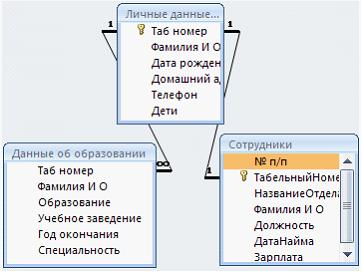 Личные данные...
1
1
Таб номер
Фамилия И О
Дата рожден
Домашний а
Телефон
Дети
Данные об образовании
∞
Таб номер
Фамилия И О
Образование
Учебное заведение
Год окончания
Специальность
1
Сотрудники
№ п/п
ТабельныйНоме
НазваниеОтдела
Фамилия И О
Должность
ДатаНайма
Зарплата